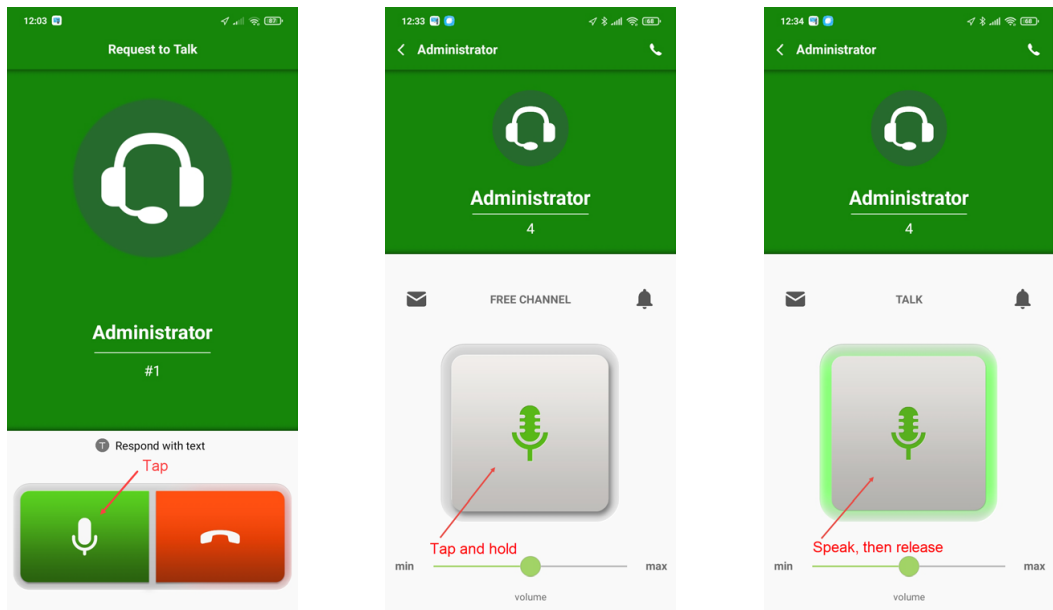 12:03
87
Request to Talk
Administrator
#1
T Respond with text
Tap
12:33
68
Administrator
Administrator
4
FREE CHANNEL
Tap and hold
min
max
volume
12:34
68
Administrator
Administrator
4
TALK
Speak, then release
min
max
volume